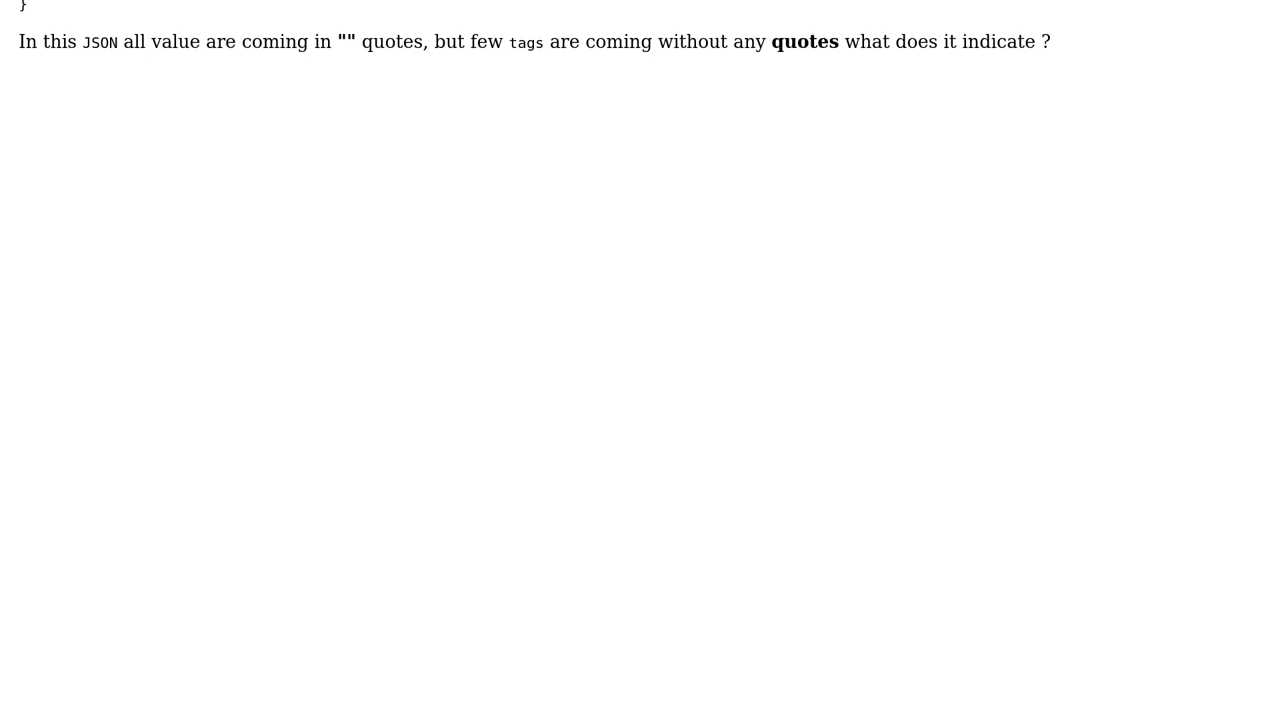 }
In this JSON all value are coming in "" quotes, but few tags are coming without any quotes what does it indicate ?